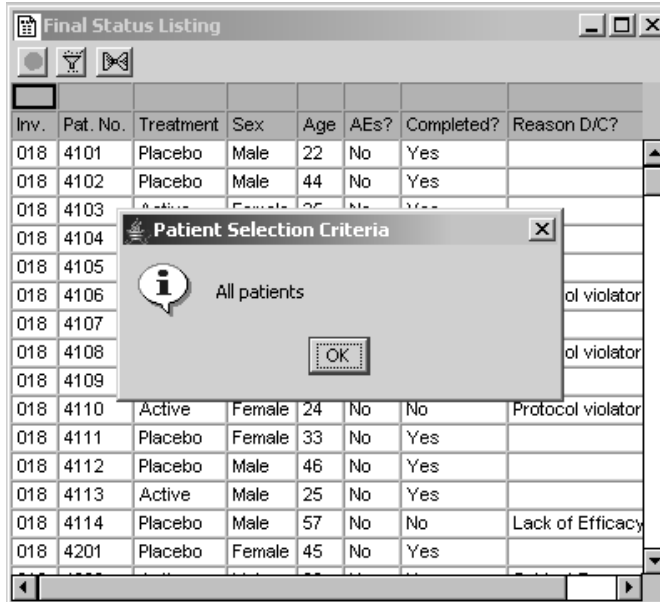 Final Status Listing
Inv. Pat. No. Treatment Sex Age AEs? Completed? Reason D/C?
018 4101 Placebo Male 22 No Yes
018 4102 Placebo Male 44 No Yes
018 4103
018 4104
018 4105
018 4106 ol violator
018 4107
018 4108 ol violator
018 4109
Patient Selection Criteria
All patients
OK
018 4110 Active Female 24 No No Protocol violator
018 4111 Placebo Female 33 No Yes
018 4112 Placebo Male 46 No Yes
018 4113 Active Male 25 No Yes
018 4114 Placebo Male 57 No No Lack of Efficacy
018 4201 Placebo Female 45 No Yes